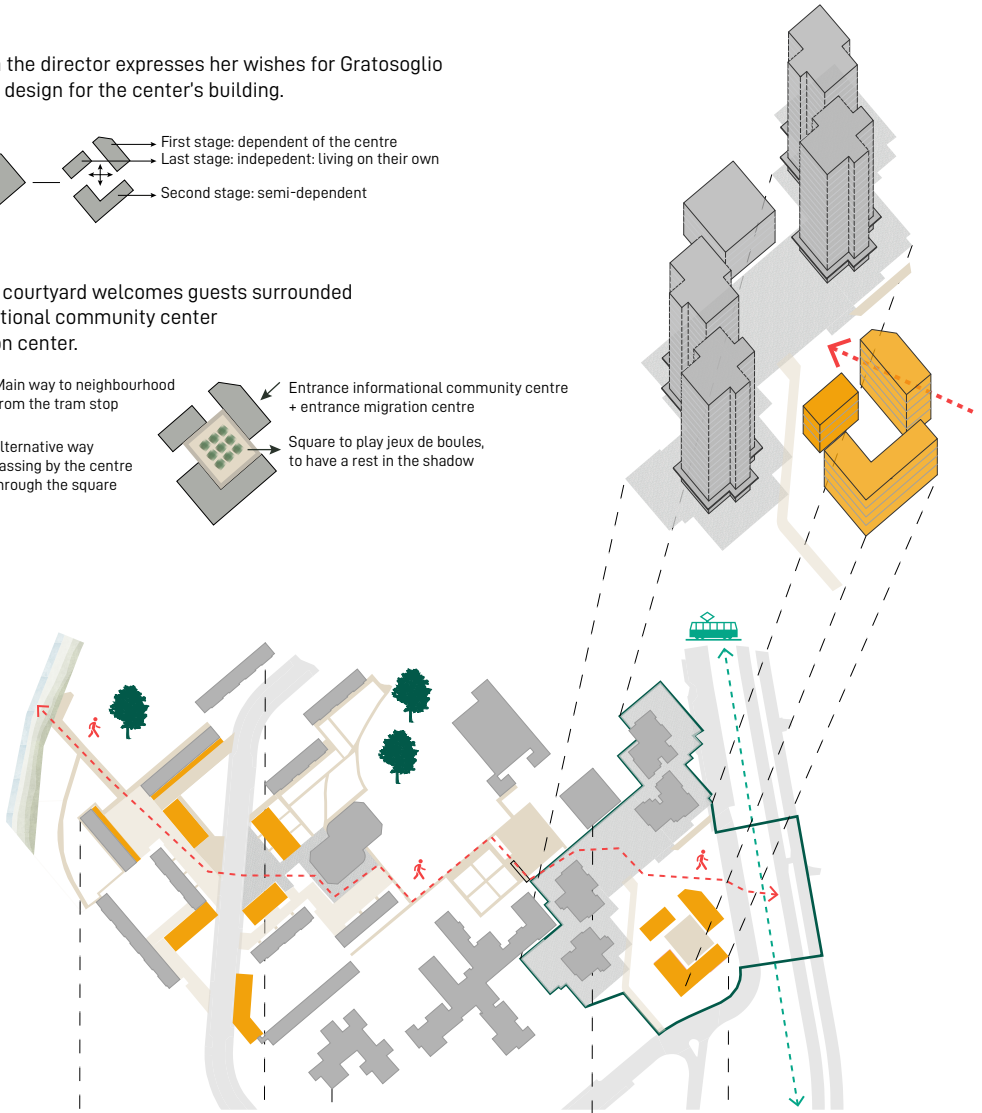 the director expresses her wishes for Gratosoglio
design for the center's building.
First stage: dependent of the centre
Last stage: indepedent: living on their own
Second stage: semi-dependent
courtyard welcomes guests surrounded
tional community center
on center.
Main way to neighbourhood
from the tram stop
Entrance informational community centre
+ entrance migration centre
lternative way
assing by the centre
hrough the square
Square to play jeux de boules,
to have a rest in the shadow